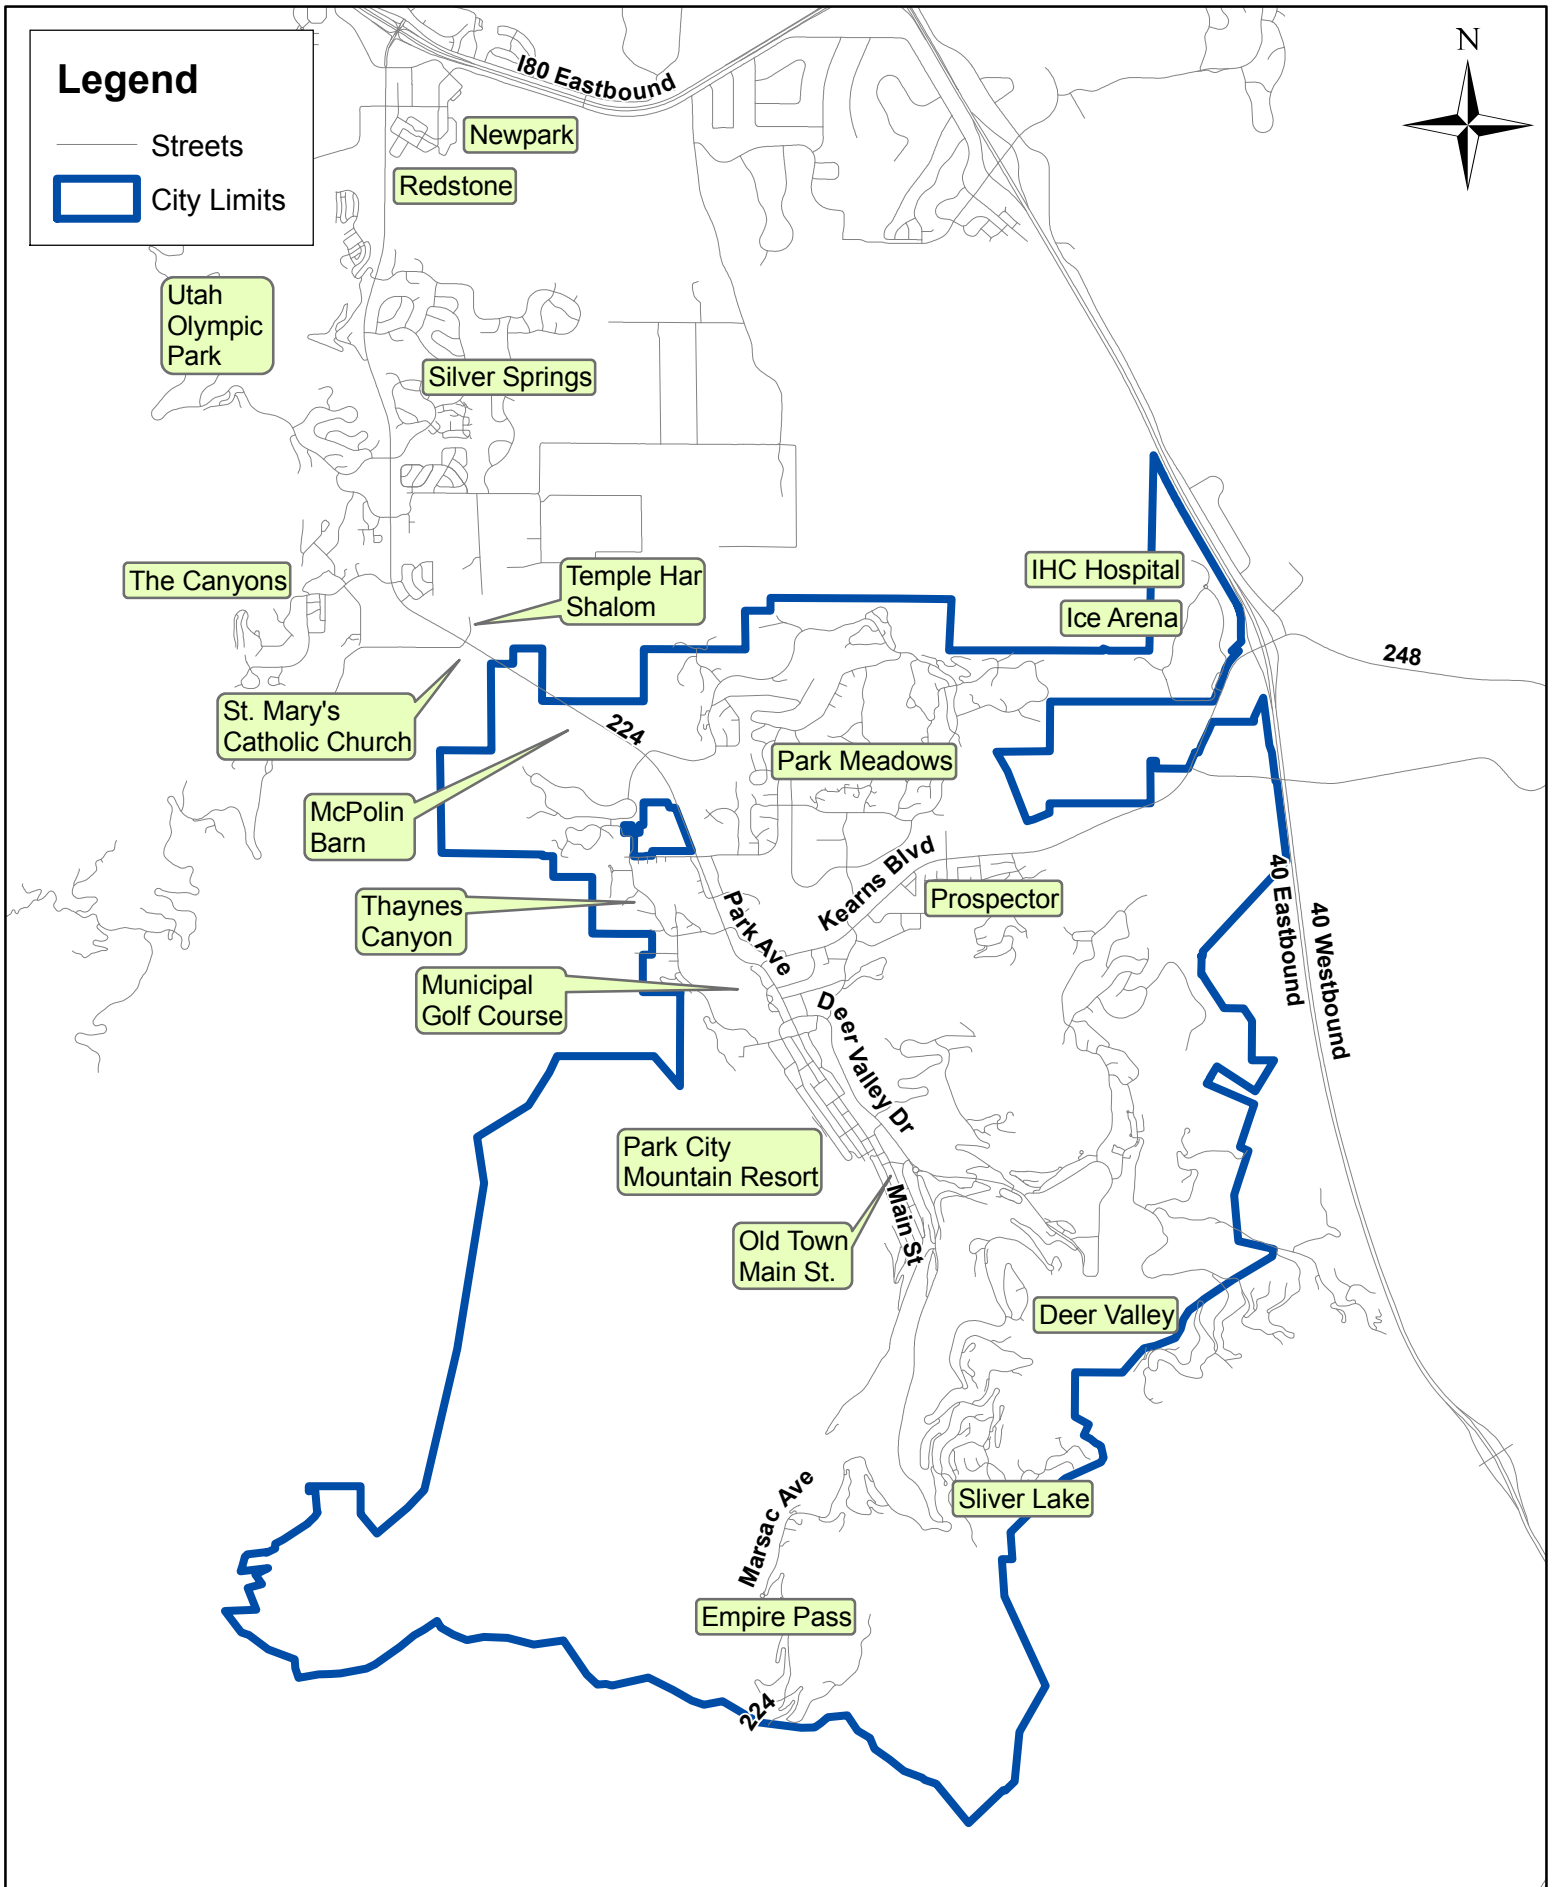 Legend
Streets
City Limits
N
I80 Eastbound
Newpark
Redstone
Utah
Olympic
Park
Silver Springs
The Canyons
Temple Har
Shalom
IHC Hospital
Ice Arena
248
St. Mary's
Catholic Church
224
Park Meadows
McPolin
Barn
Kearns Blvd
Thaynes
Canyon
Park Ave
Prospector
40 Eastbound
40 Westbound
Municipal
Golf Course
Deer Valley Dr
Park City
Mountain Resort
Main St
Old Town
Main St.
Deer Valley
Marsac Ave
Sliver Lake
Empire Pass
224